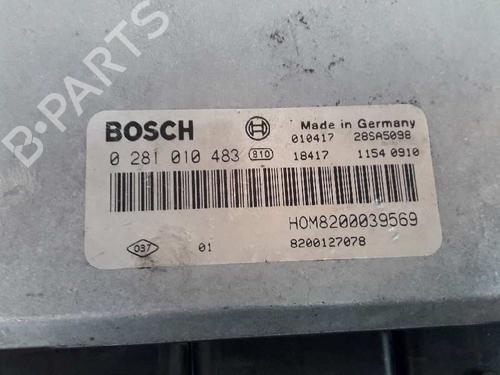 B-PARTS
BOSCH Made in Germany
010417 28SA5098
0 281 010 483 810 18417 1154 0910
HOM8200039569
037 01 8200127078